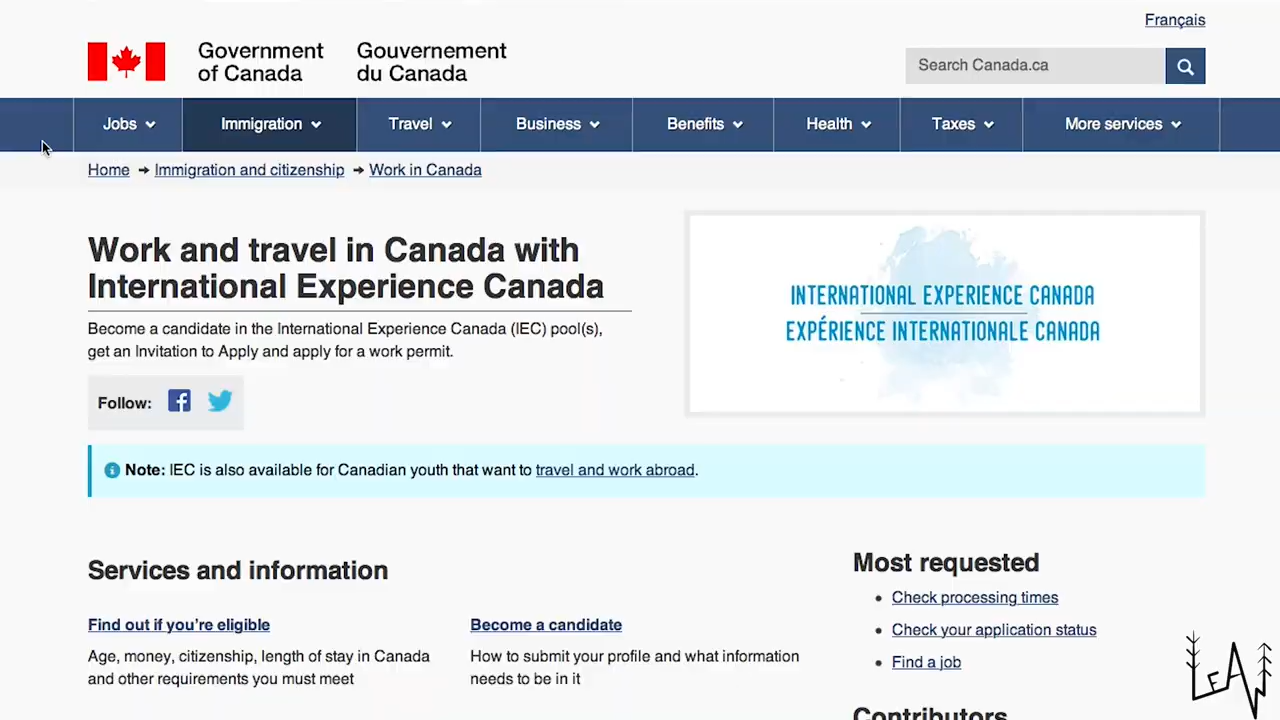 Français
Government
of Canada
Gouvernement
du Canada
Search Canada.ca
Jobs
Immigration
Travel
Business
Benefits
Health
Taxes
More services
Home
Immigration and citizenship
Work in Canada
Work and travel in Canada with
International Experience Canada
Become a candidate in the International Experience Canada (IEC) pool(s),
get an Invitation to Apply and apply for a work permit.
Follow:
INTERNATIONAL EXPERIENCE CANADA
EXPÉRIENCE INTERNATIONALE CANADA
Note: IEC is also available for Canadian youth that want to travel and work abroad.
Services and information
Find out if you're eligible
Age, money, citizenship, length of stay in Canada
and other requirements you must meet
Become a candidate
How to submit your profile and what information
needs to be in it
Most requested
Check processing times
Check your application status
Find a job
Contributors